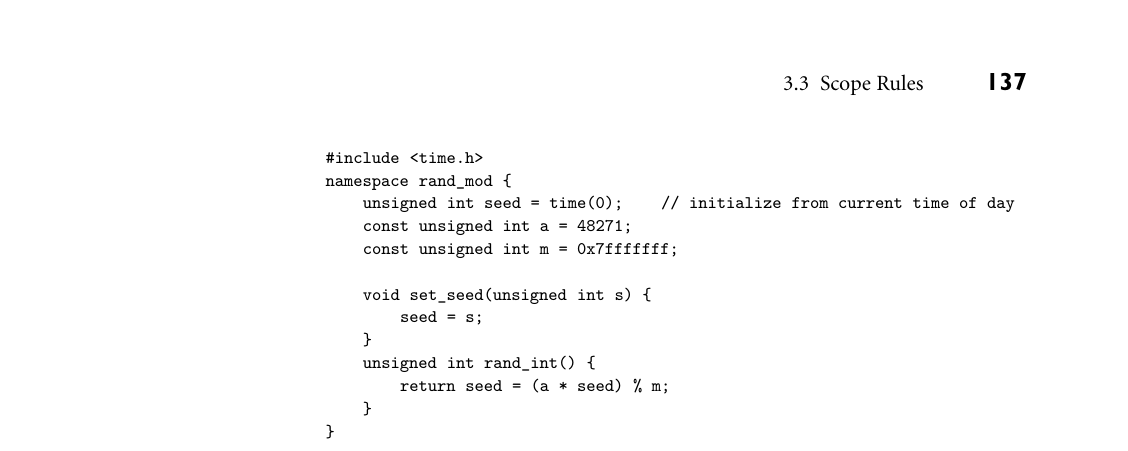 3.3 Scope Rules 137
#include <time.h>
namespace rand_mod {
    unsigned int seed = time(0);    // initialize from current time of day
    const unsigned int a = 48271;
    const unsigned int m = 0x7fffffff;

    void set_seed(unsigned int s) {
        seed = s;
    }
    unsigned int rand_int() {
        return seed = (a * seed) % m;
    }
}